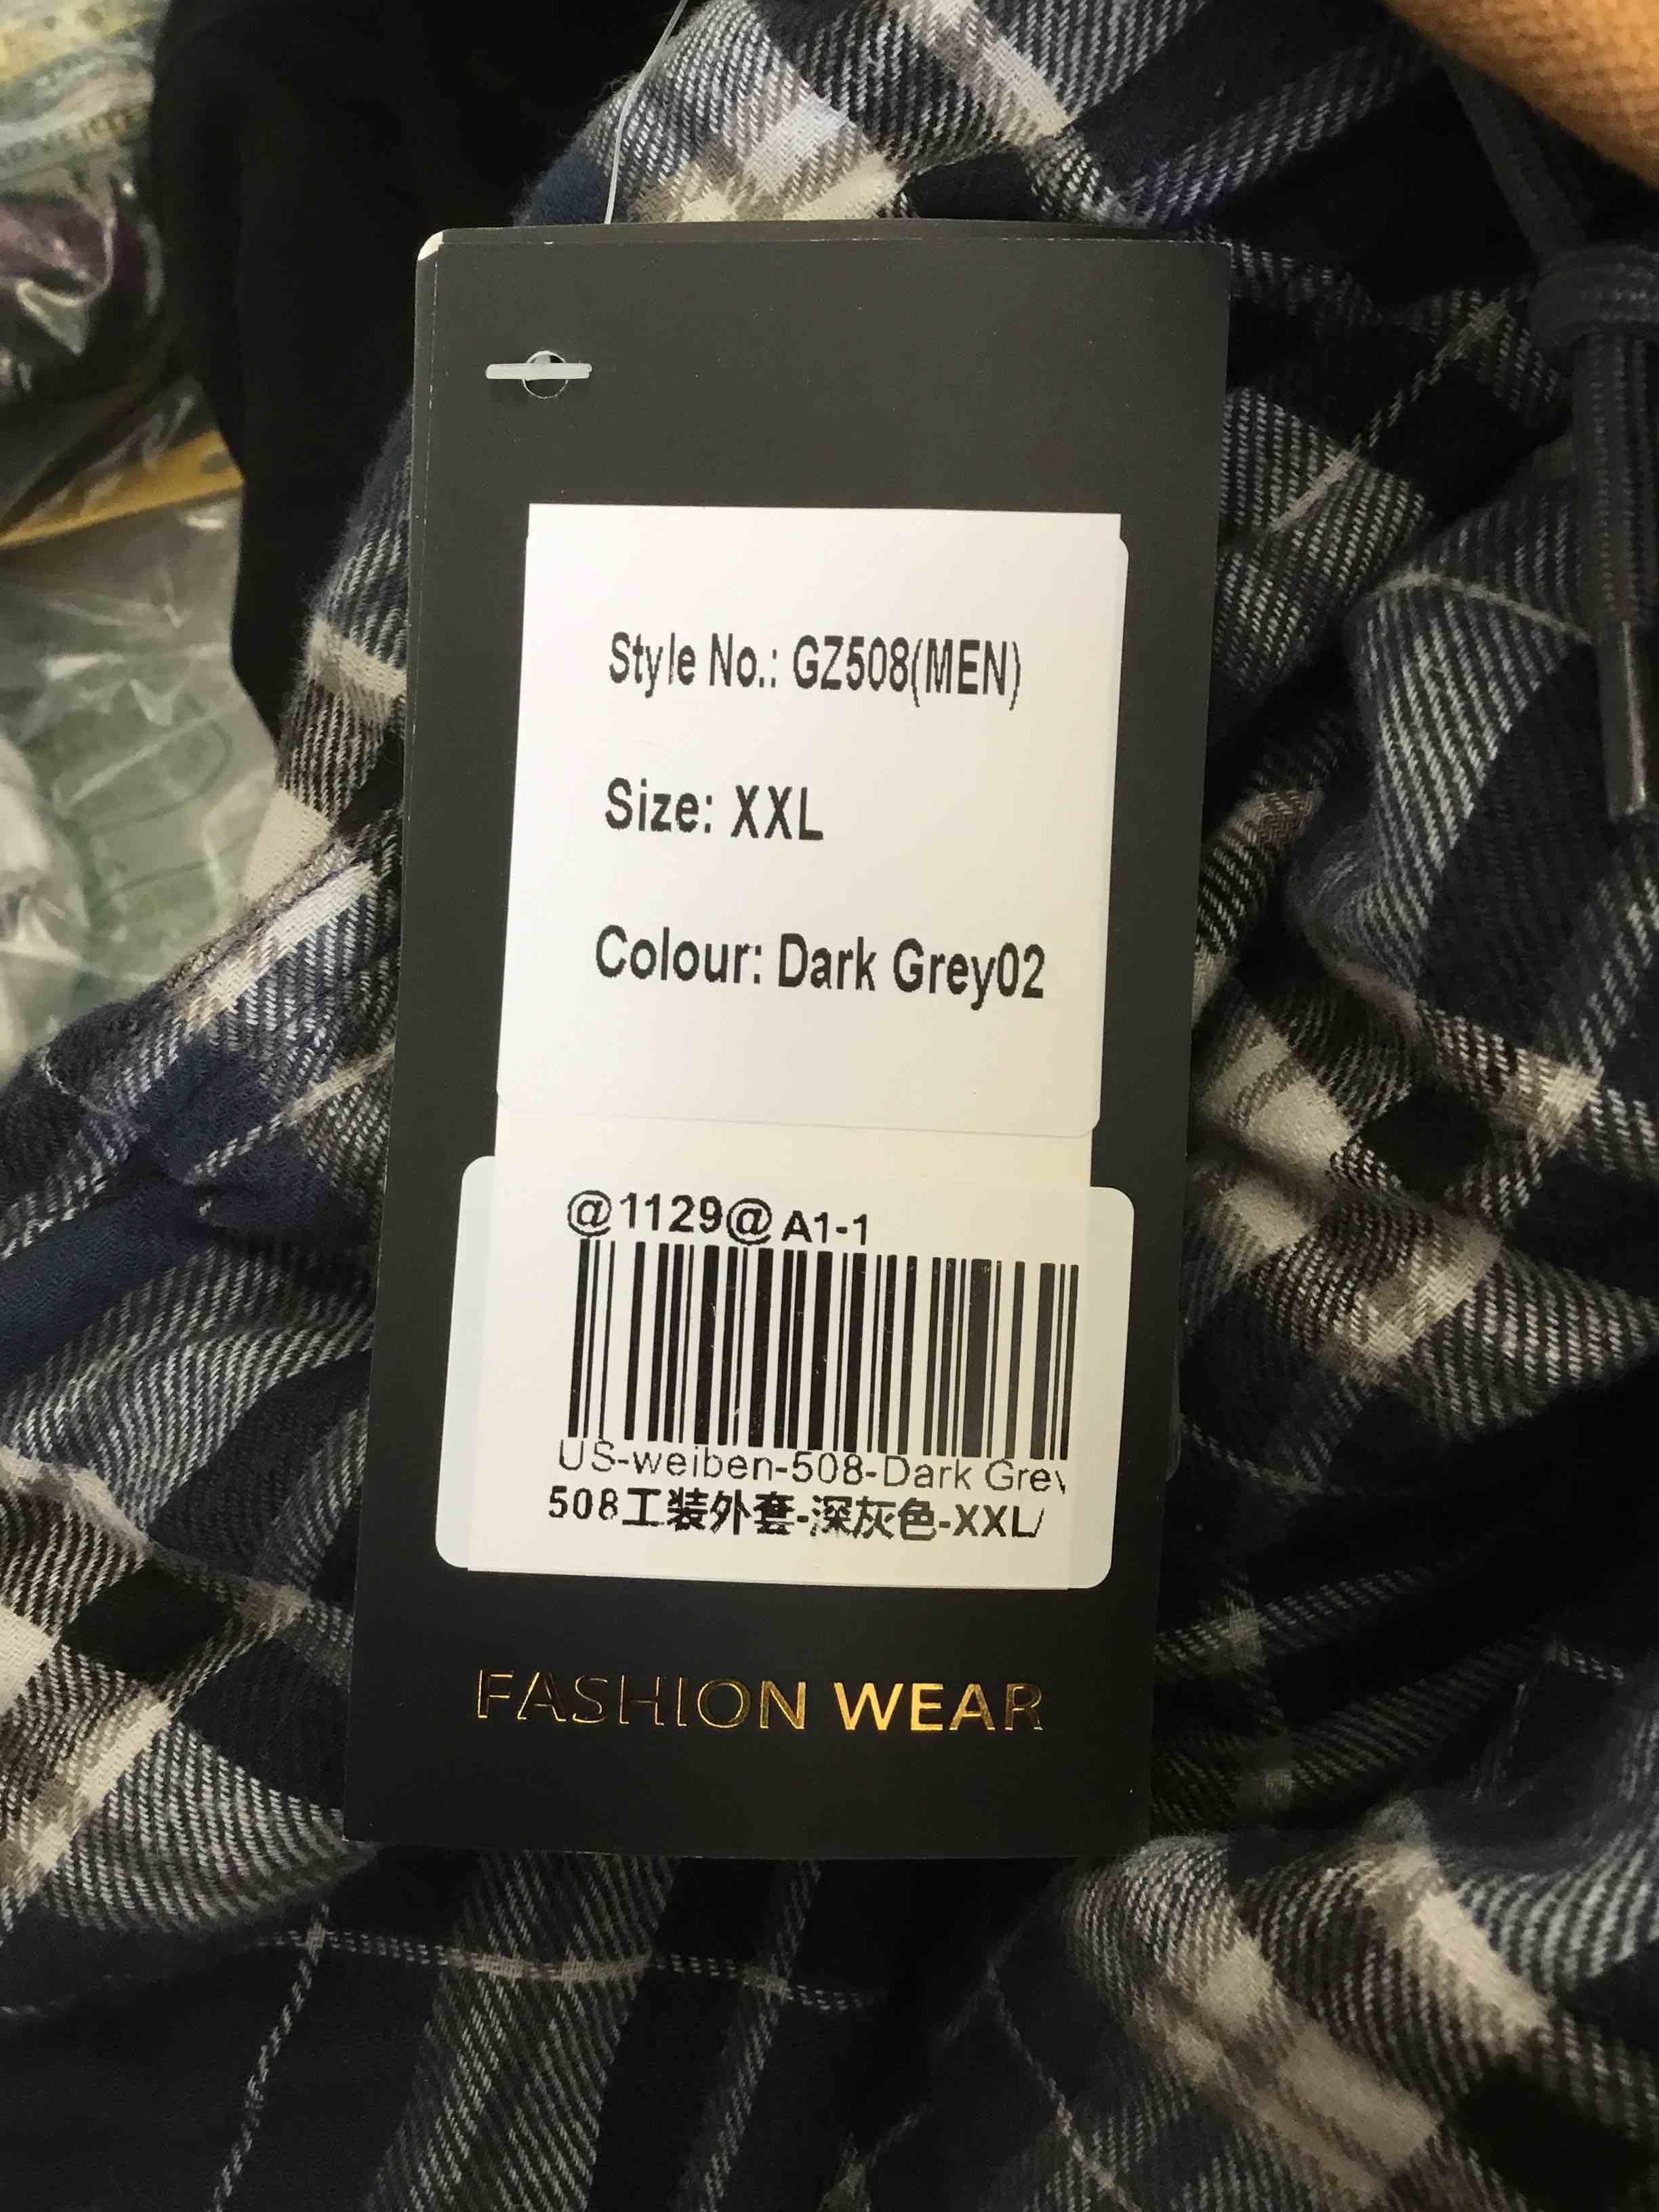 Style No.: GZ508(MEN)
Size: XXL
Colour: Dark Grey02
@1129@ A1-1
US-weiben-508-Dark Grey
508工装外套-深灰色-XXL/
FASHION WEAR